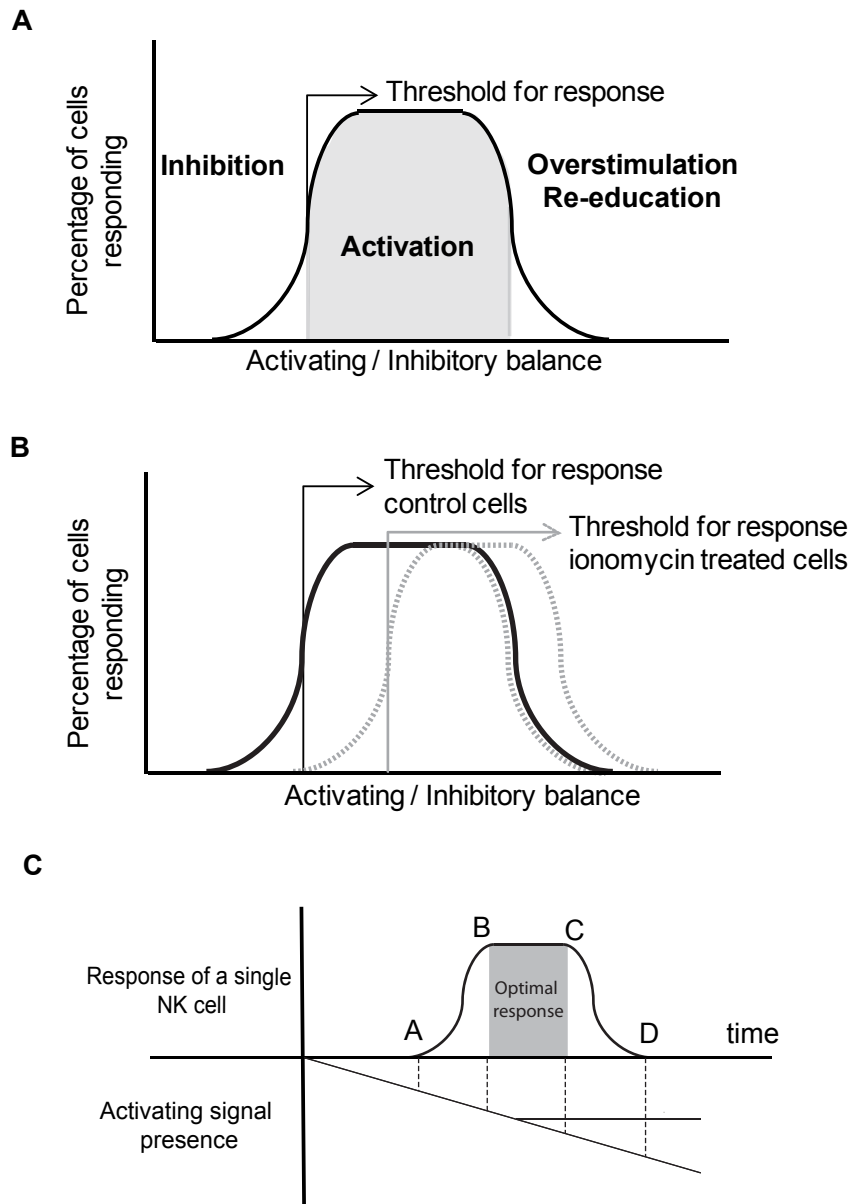 A
Threshold for response
Percentage of cells
responding
Inhibition
Overstimulation
Re-education
Activation
Activating / Inhibitory balance
B
Threshold for response
control cells
Threshold for response
ionomycin treated cells
Percentage of cells
responding
Activating / Inhibitory balance
C
B
C
Response of a single
NK cell
Optimal
response
A
D
time
Activating signal
presence